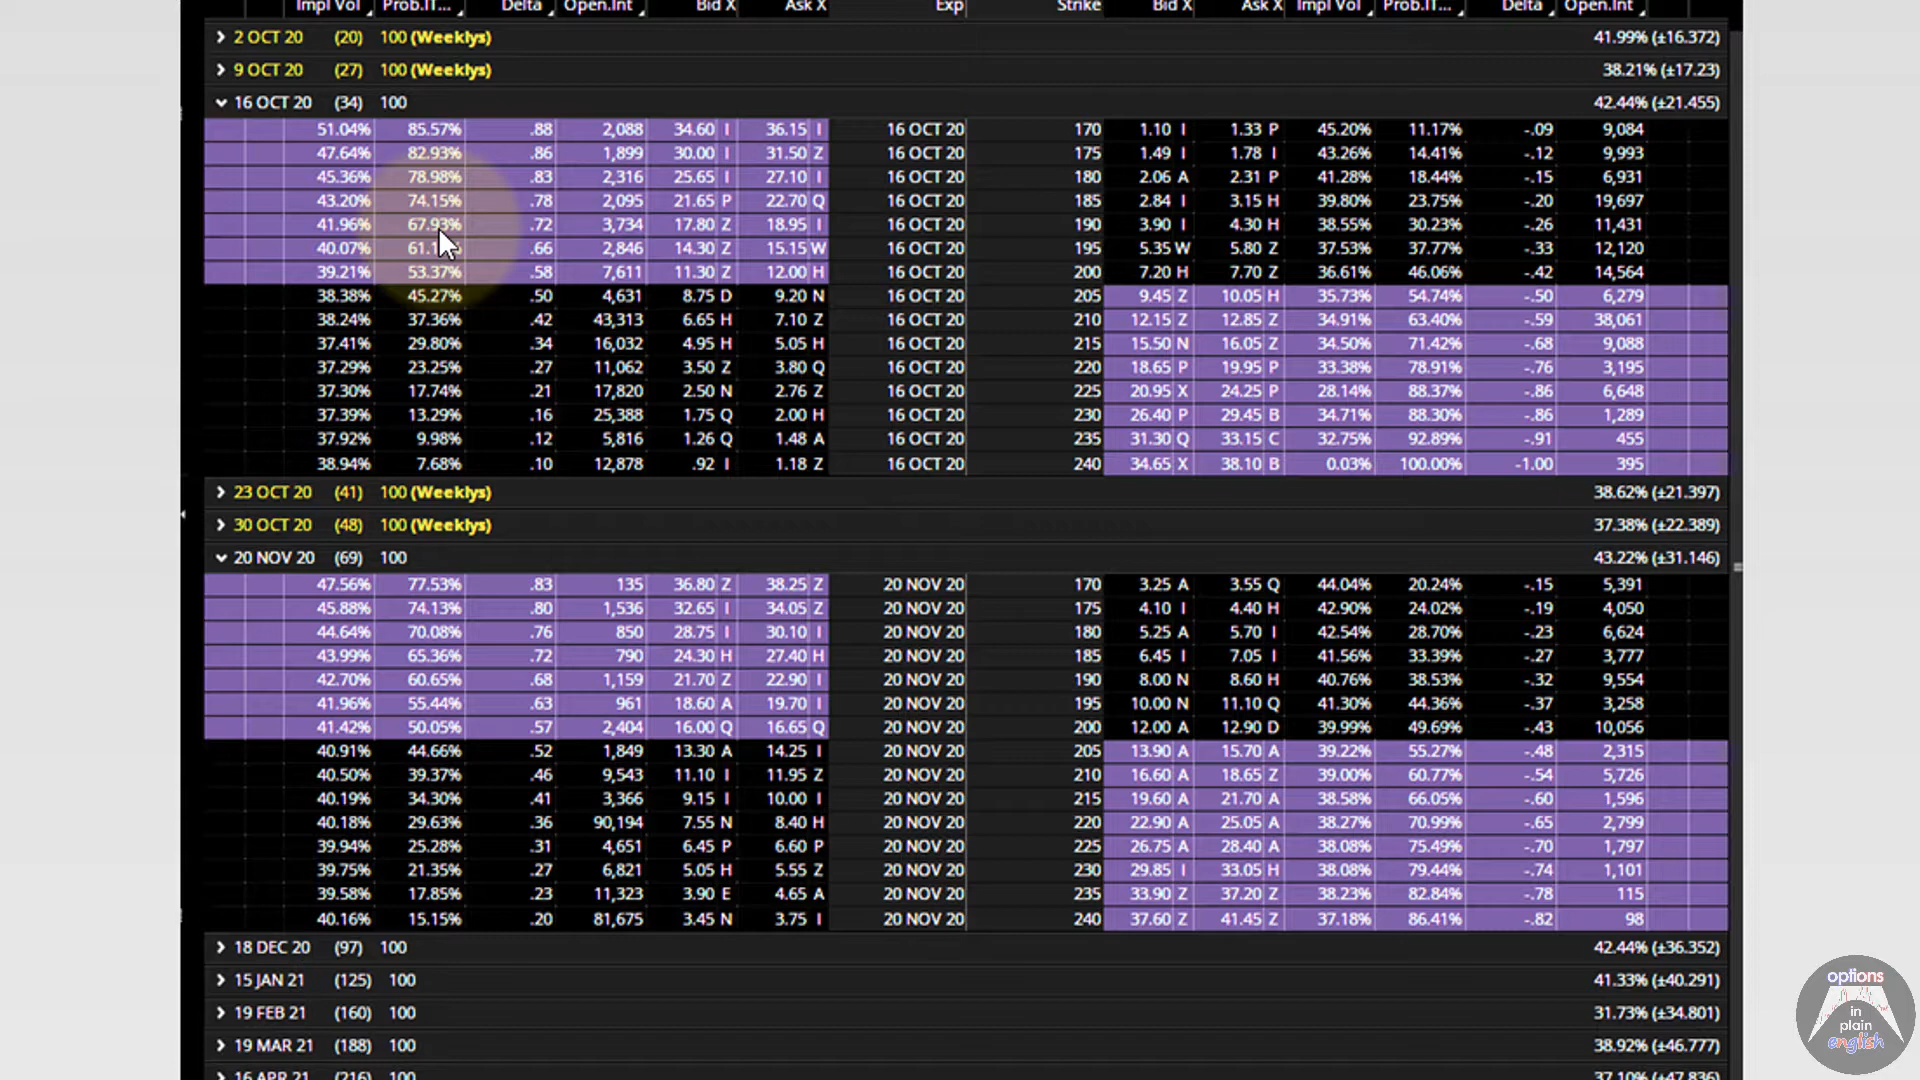 Impl Vol Prob.IT... Delta Open.Int Bid X Ask X Exp Strike Bid X Ask X Impl Vol Prob.IT... Delta Open.Int
2 OCT 20 (20) 100 (Weeklys) 41.99% (±16.372)
9 OCT 20 (27) 100 (Weeklys) 38.21% (±17.23)
16 OCT 20 (34) 100 42.44% (±21.455)
51.04% 85.57% .88 2,088 34.60 I 36.15 I 16 OCT 20 170 1.10 I 1.33 P 45.20% 11.17% -.09 9,084
47.64% 82.93% .86 1,899 30.00 I 31.50 Z 16 OCT 20 175 1.49 I 1.78 I 43.26% 14.41% -.12 9,993
45.36% 78.98% .83 2,316 25.65 I 27.10 I 16 OCT 20 180 2.06 A 2.31 P 41.28% 18.44% -.15 6,931
43.20% 74.15% .78 2,095 21.65 P 22.70 Q 16 OCT 20 185 2.84 I 3.15 H 39.80% 23.75% -.20 19,697
41.96% 67.93% .72 3,734 17.80 Z 18.95 I 16 OCT 20 190 3.90 I 4.30 H 38.55% 30.23% -.26 11,431
40.07% .66 2,846 14.30 Z 15.15 W 16 OCT 20 195 5.35 W 5.80 Z 37.53% 37.77% -.33 12,120
39.21% 53.37% .58 7,611 11.30 Z 12.00 H 16 OCT 20 200 7.20 H 7.70 Z 36.61% 46.06% -.42 14,564
38.38% 45.27% .50 4,631 8.75 D 9.20 N 16 OCT 20 205 9.45 Z 10.05 H 35.73% 54.74% -.50 6,279
38.24% 37.36% .42 43,313 6.65 H 7.10 Z 16 OCT 20 210 12.15 Z 12.85 Z 34.91% 63.40% -.59 38,061
37.41% 29.80% .34 16,032 4.95 H 5.05 H 16 OCT 20 215 15.50 N 16.05 Z 34.50% 71.42% -.68 9,088
37.29% 23.25% .27 11,062 3.50 Z 3.80 Q 16 OCT 20 220 18.65 P 19.95 P 33.38% 78.91% -.76 3,195
37.30% 17.74% .21 17,820 2.50 N 2.76 Z 16 OCT 20 225 20.95 X 24.25 P 28.14% 88.37% -.86 6,648
37.39% 13.29% .16 25,388 1.75 Q 2.00 H 16 OCT 20 230 26.40 P 29.45 B 34.71% 88.30% -.86 1,289
37.92% 9.98% .12 5,816 1.26 Q 1.48 A 16 OCT 20 235 31.30 Q 33.15 C 32.75% 92.89% -.91 455
38.94% 7.68% .10 12,878 .92 I 1.18 Z 16 OCT 20 240 34.65 X 38.10 B 0.03% 100.00% -1.00 395
23 OCT 20 (41) 100 (Weeklys) 38.62% (±21.397)
30 OCT 20 (48) 100 (Weeklys) 37.38% (±22.389)
20 NOV 20 (69) 100 43.22% (±31.146)
47.56% 77.53% .83 135 36.80 Z 38.25 Z 20 NOV 20 170 3.25 A 3.55 Q 44.04% 20.24% -.15 5,391
45.88% 74.13% .80 1,536 32.65 I 34.05 Z 20 NOV 20 175 4.10 I 4.40 H 42.90% 24.02% -.19 4,050
44.64% 70.08% .76 850 28.75 I 30.10 I 20 NOV 20 180 5.25 A 5.70 I 42.54% 28.70% -.23 6,624
43.99% 65.36% .72 790 24.30 H 27.40 H 20 NOV 20 185 6.45 I 7.05 I 41.56% 33.39% -.27 3,777
42.70% 60.65% .68 1,159 21.70 Z 22.90 I 20 NOV 20 190 8.00 N 8.60 H 40.76% 38.53% -.32 9,554
41.96% 55.44% .63 961 18.60 A 19.70 I 20 NOV 20 195 10.00 N 11.10 Q 41.30% 44.36% -.37 3,258
41.42% 50.05% .57 2,404 16.00 Q 16.65 Q 20 NOV 20 200 12.00 A 12.90 D 39.99% 49.69% -.43 10,056
40.91% 44.66% .52 1,849 13.30 A 14.25 I 20 NOV 20 205 13.90 A 15.70 A 39.22% 55.27% -.48 2,315
40.50% 39.37% .46 9,543 11.10 I 11.95 Z 20 NOV 20 210 16.60 A 18.65 Z 39.00% 60.77% -.54 5,726
40.19% 34.30% .41 3,366 9.15 I 10.00 I 20 NOV 20 215 19.60 A 21.70 A 38.58% 66.05% -.60 1,596
40.18% 29.63% .36 90,194 7.55 N 8.40 H 20 NOV 20 220 22.90 A 25.05 A 38.27% 70.99% -.65 2,799
39.94% 25.28% .31 4,651 6.45 P 6.60 P 20 NOV 20 225 26.75 A 28.40 A 38.08% 75.49% -.70 1,797
39.75% 21.35% .27 6,821 5.05 H 5.55 Z 20 NOV 20 230 29.85 I 33.05 H 38.08% 79.44% -.74 1,101
39.58% 17.85% .23 11,323 3.90 E 4.65 A 20 NOV 20 235 33.90 Z 37.20 Z 38.23% 82.84% -.78 115
40.16% 15.15% .20 81,675 3.45 N 3.75 I 20 NOV 20 240 37.60 Z 41.45 Z 37.18% 86.41% -.82 98
18 DEC 20 (97) 100 42.44% (±36.352)
15 JAN 21 (125) 100 41.33% (±40.291)
19 FEB 21 (160) 100 31.73% (±34.801)
19 MAR 21 (188) 100 38.92% (±46.777)
16 APR 21 (216) 100 37.10% (±47.836)
options
in
plain
english